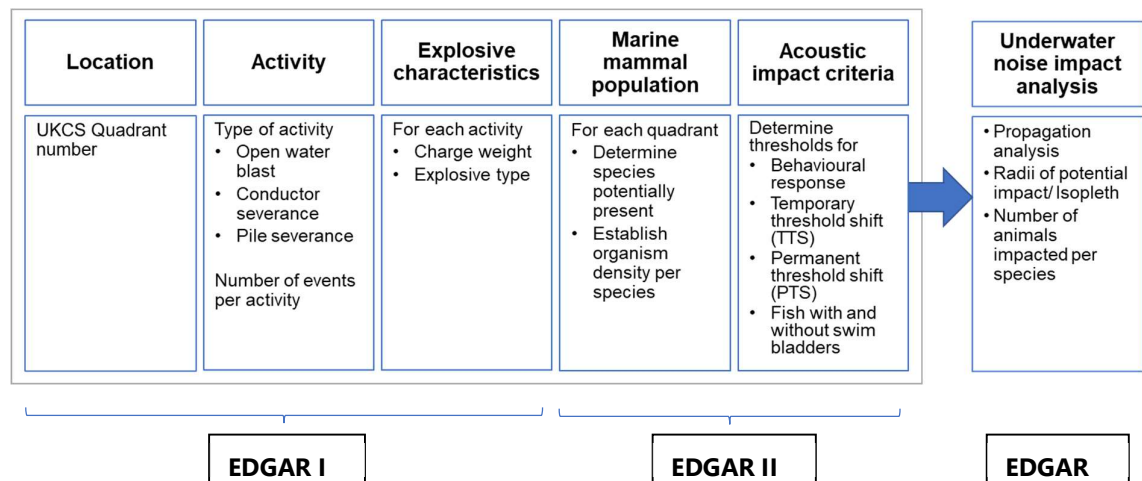 Location
Activity
Explosive
characteristics
Marine
mammal
population
Acoustic
impact criteria
Underwater
noise impact
analysis
UKCS Quadrant
number
Type of activity
• Open water
blast
• Conductor
severance
• Pile severance
Number of events
per activity
For each activity
• Charge weight
• Explosive type
For each quadrant
• Determine
species
potentially
present
• Establish
organism
density per
species
Determine
thresholds for
• Behavioural
response
• Temporary
threshold shift
(TTS)
• Permanent
threshold shift
(PTS)
• Fish with and
without swim
bladders
• Propagation
analysis
• Radii of potential
impact/ Isopleth
• Number of
animals
impacted per
species
EDGAR I
EDGAR II
EDGAR